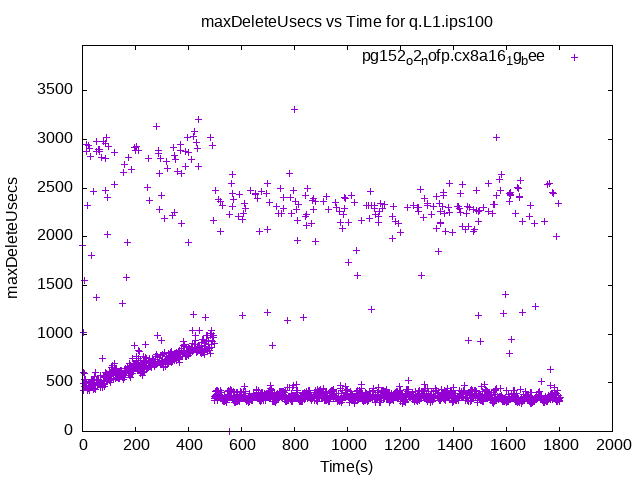 maxDeleteUsecs vs Time for q.L1.ips100
pg152_o2_nofp.cx8a16_1g_bee
3500
3000
2500
2000
1500
1000
500
0
maxDeleteUsecs
0 200 400 600 800 1000 1200 1400 1600 1800 2000
Time(s)